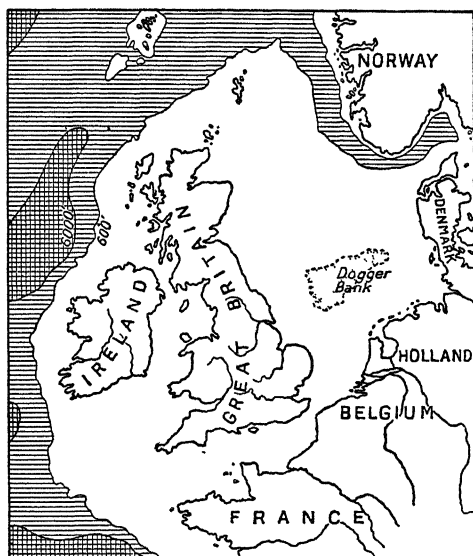 NORWAY
DENMARK
6000'
600'
GREAT BRITAIN
Dogger
Bank
IRELAND
HOLLAND
BELGIUM
FRANCE